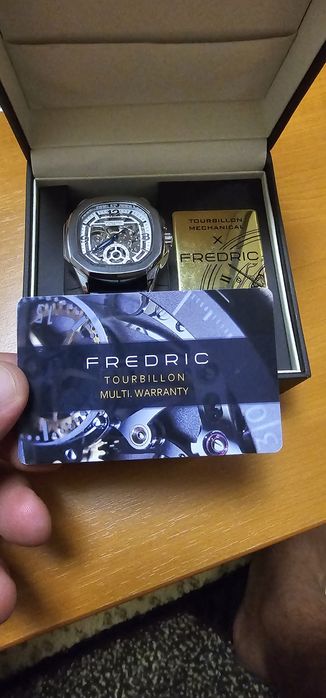 TOURBILLON
MECHANICAL
X
FREDRIC
FREDRIC
TOURBILLON
MULTI. WARRANTY